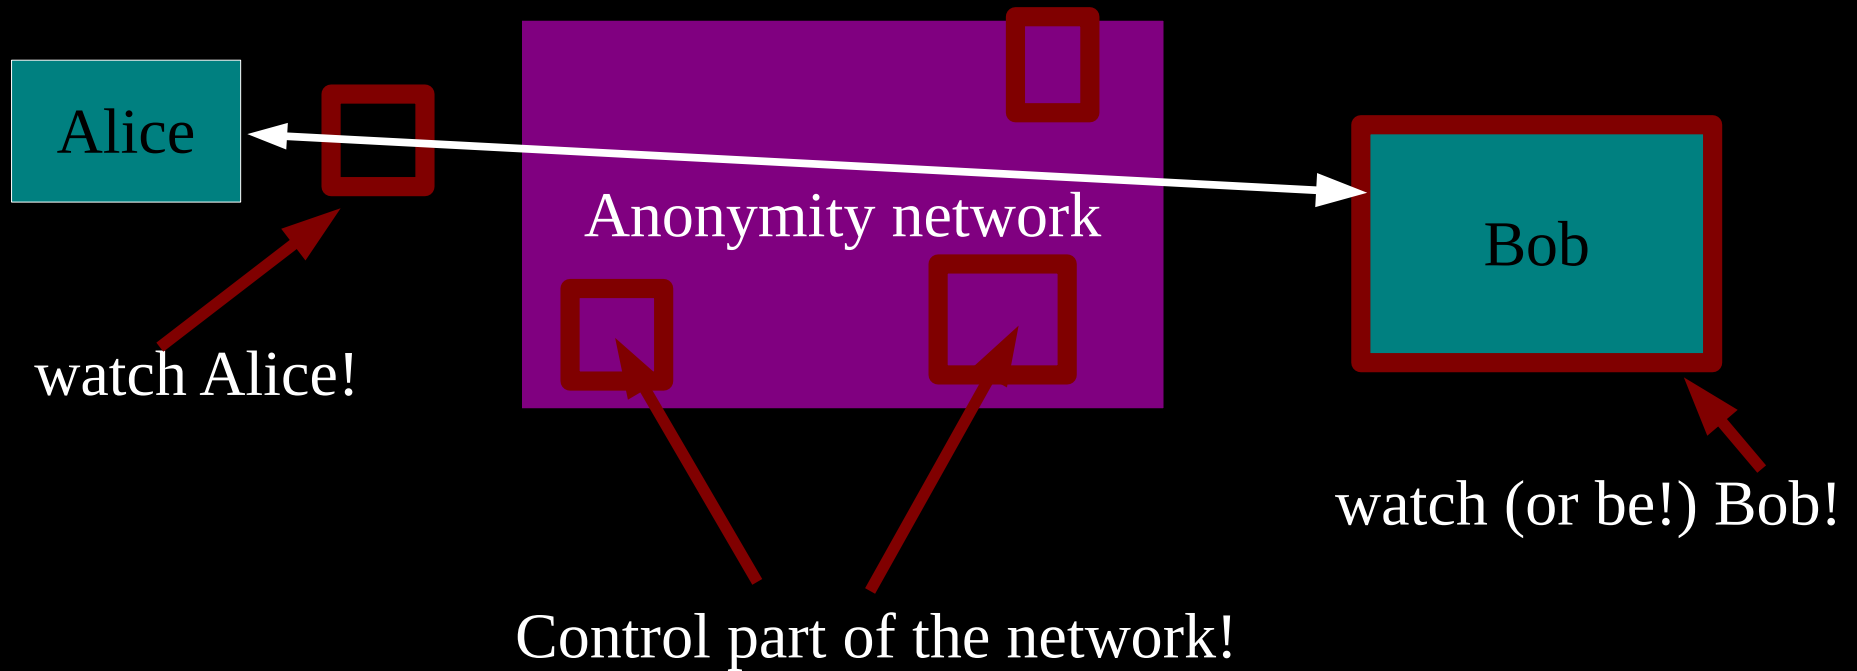 Alice
Anonymity network
Bob
watch Alice!
watch (or be!) Bob!
Control part of the network!